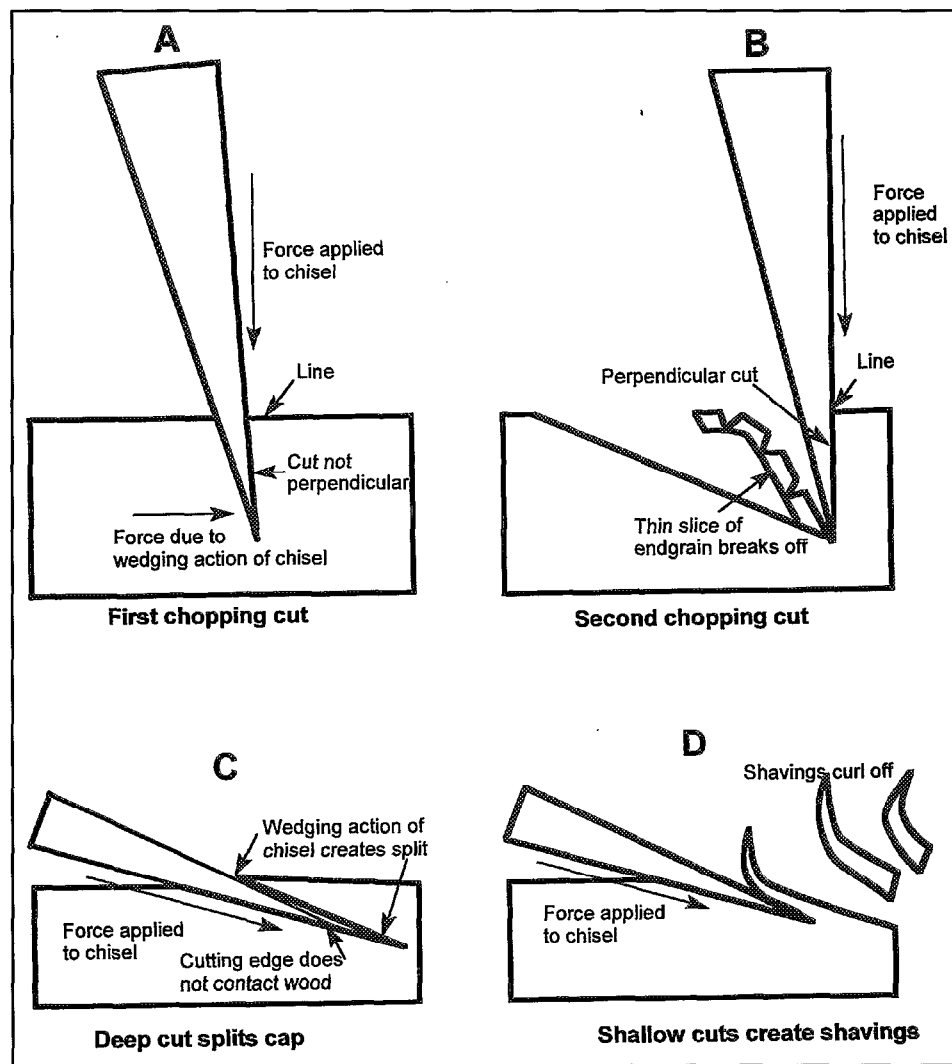 A
Force applied
to chisel
Line
Cut not
perpendicular
Force due to
wedging action of chisel
First chopping cut
B
Force
applied
to chisel
Perpendicular cut
Line
Thin slice of
endgrain breaks off
Second chopping cut
C
Wedging action of
chisel creates split
Force applied
to chisel
Cutting edge does
not contact wood
Deep cut splits cap
D
Shavings curl off
Force applied
to chisel
Shallow cuts create shavings